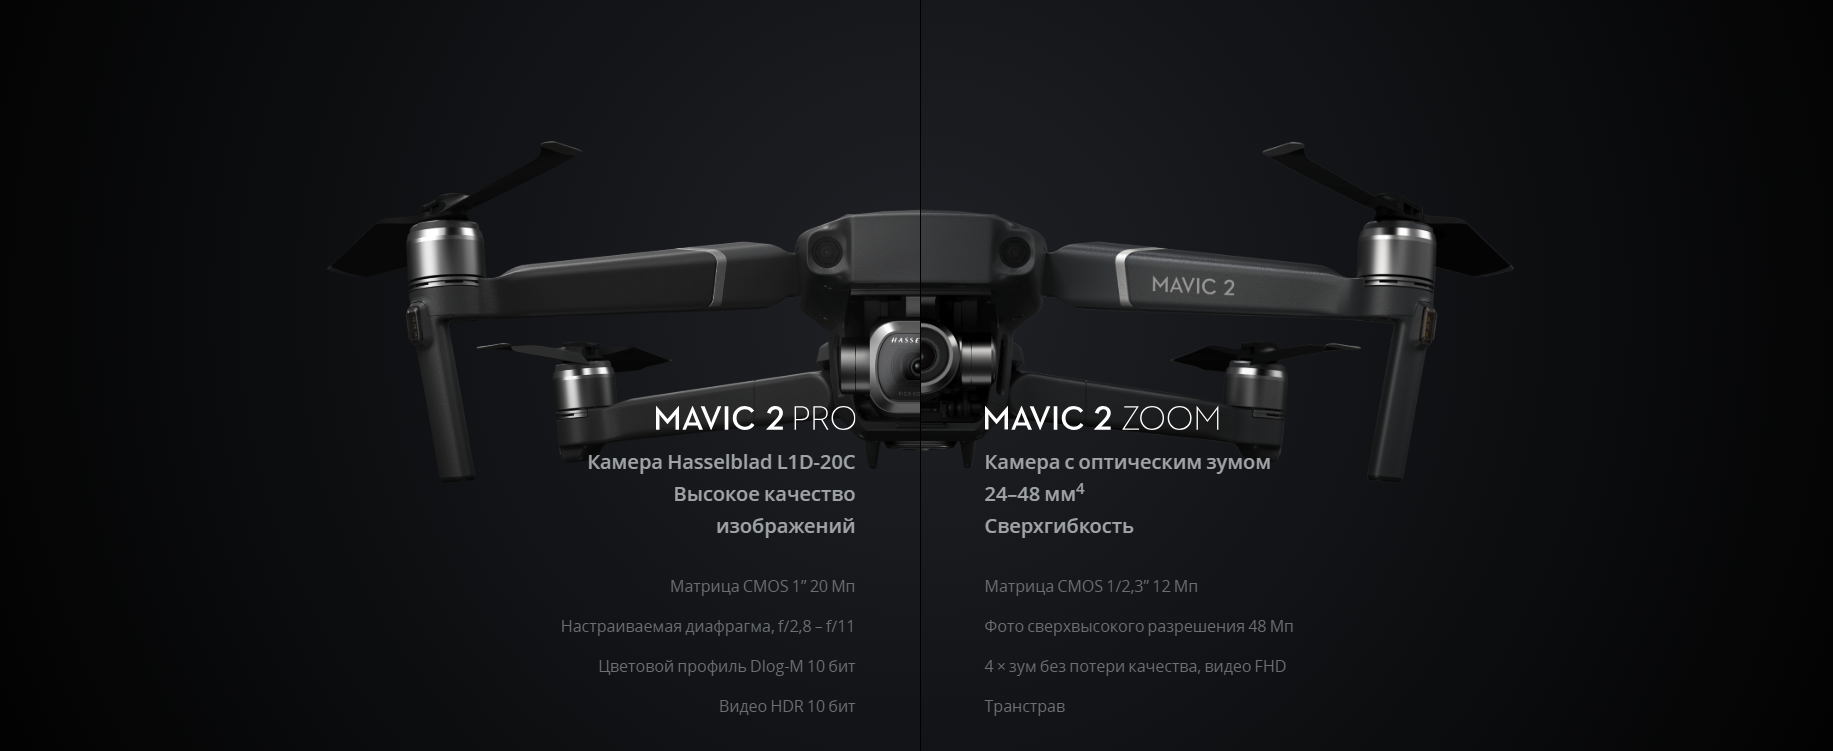 MAVIC 2
HASSE
MAVIC 2 PRO
Камера Hasselblad L1D-20C
Высокое качество
изображений
Матрица CMOS 1” 20 Мп
Настраиваемая диафрагма, f/2,8 – f/11
Цветовой профиль Dlog-M 10 бит
Видео HDR 10 бит
MAVIC 2 ZOOM
Камера с оптическим зумом
24–48 мм4
Сверхгибкость
Матрица CMOS 1/2,3” 12 Мп
Фото сверхвысокого разрешения 48 Мп
4 × зум без потери качества, видео FHD
Транстрав